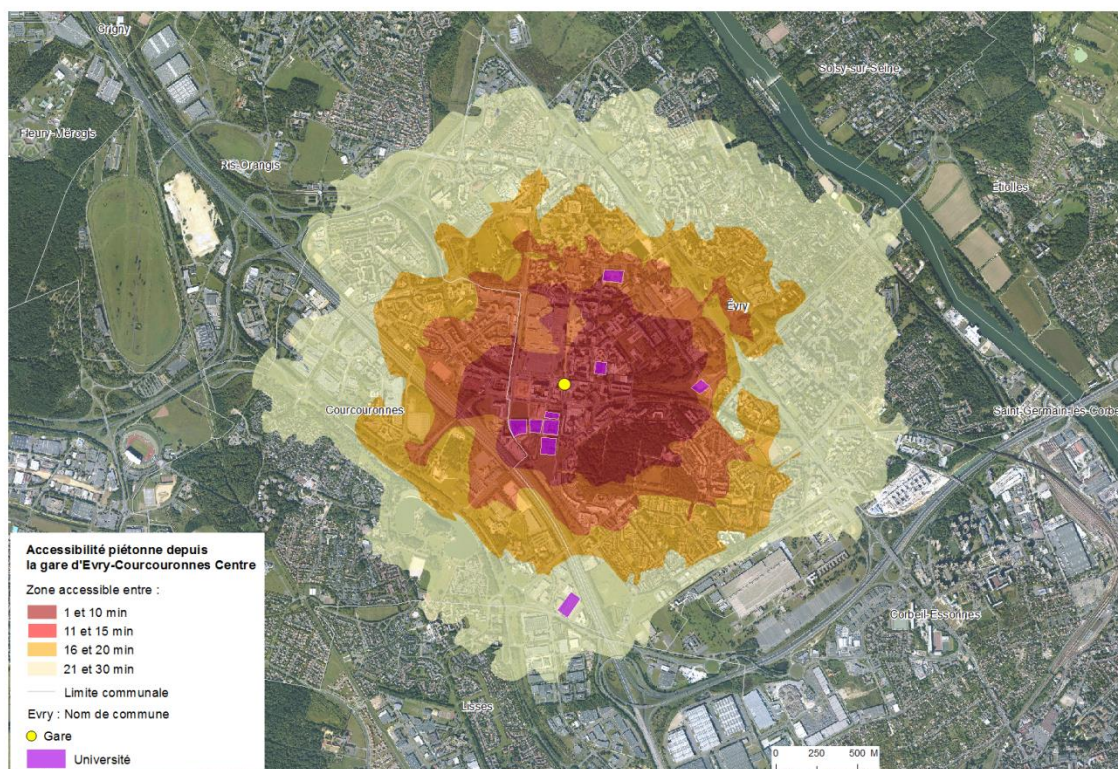 Grigny
Soisy-sur-Seine
Fleury-Mérogis
Ris-Orangis
Étiolles
Évry
Courcouronnes
Saint-Germain-lès-Corbe
Corbeil-Essonnes
Lisses
Accessibilité piétonne depuis
la gare d'Evry-Courcouronnes Centre
Zone accessible entre :
1 et 10 min
11 et 15 min
16 et 20 min
21 et 30 min
Limite communale
Evry : Nom de commune
Gare
Université
0 250 500 M